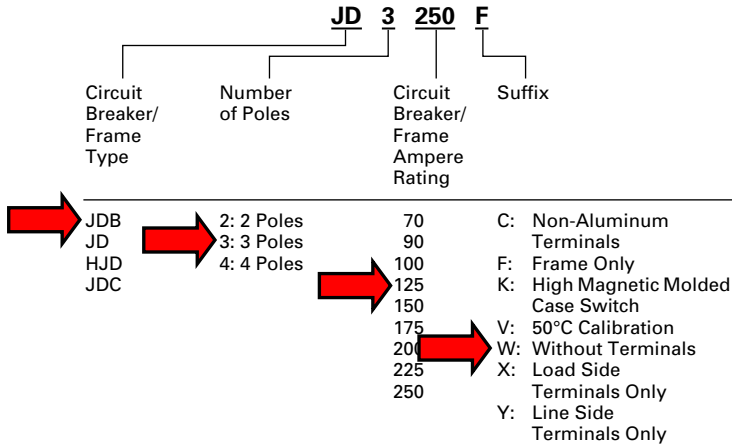 JD 3 250 F
Circuit Breaker/ Frame Type
Number of Poles
Circuit Breaker/ Frame Ampere Rating
Suffix
JDB
JD
HJD
JDC
2: 2 Poles
3: 3 Poles
4: 4 Poles
70
90
100
125
150
175
200
225
250
C: Non-Aluminum
Terminals
F: Frame Only
K: High Magnetic Molded
Case Switch
V: 50°C Calibration
W: Without Terminals
X: Load Side
Terminals Only
Y: Line Side
Terminals Only